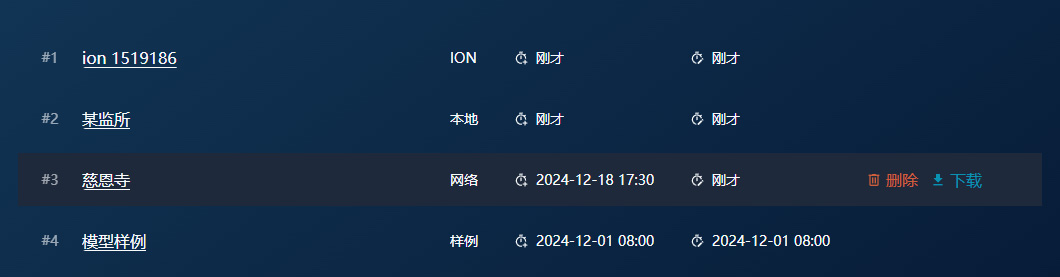 #1 ion 1519186 ION 刚才 刚才
#2 某监所 本地 刚才 刚才
#3 慈恩寺 网络 2024-12-18 17:30 刚才 删除 下载
#4 模型样例 样例 2024-12-01 08:00 2024-12-01 08:00